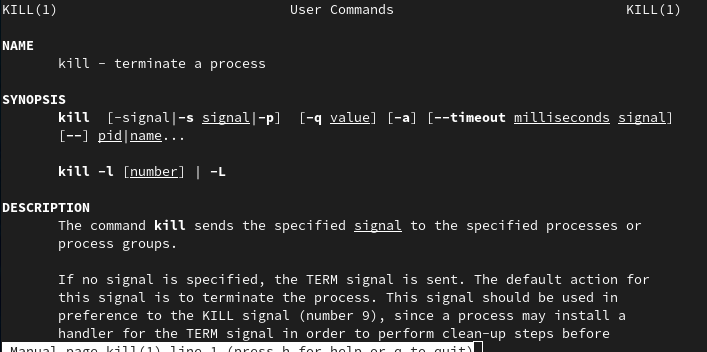 KILL(1) User Commands KILL(1)
NAME
kill - terminate a process
SYNOPSIS
kill [-signal|-s signal|-p] [-q value] [-a] [--timeout milliseconds signal]
[--] pid|name...
kill -l [number] | -L
DESCRIPTION
The command kill sends the specified signal to the specified processes or
process groups.
If no signal is specified, the TERM signal is sent. The default action for
this signal is to terminate the process. This signal should be used in
preference to the KILL signal (number 9), since a process may install a
handler for the TERM signal in order to perform clean-up steps before
Manual page kill(1) line 1 (press h for help or q to quit)